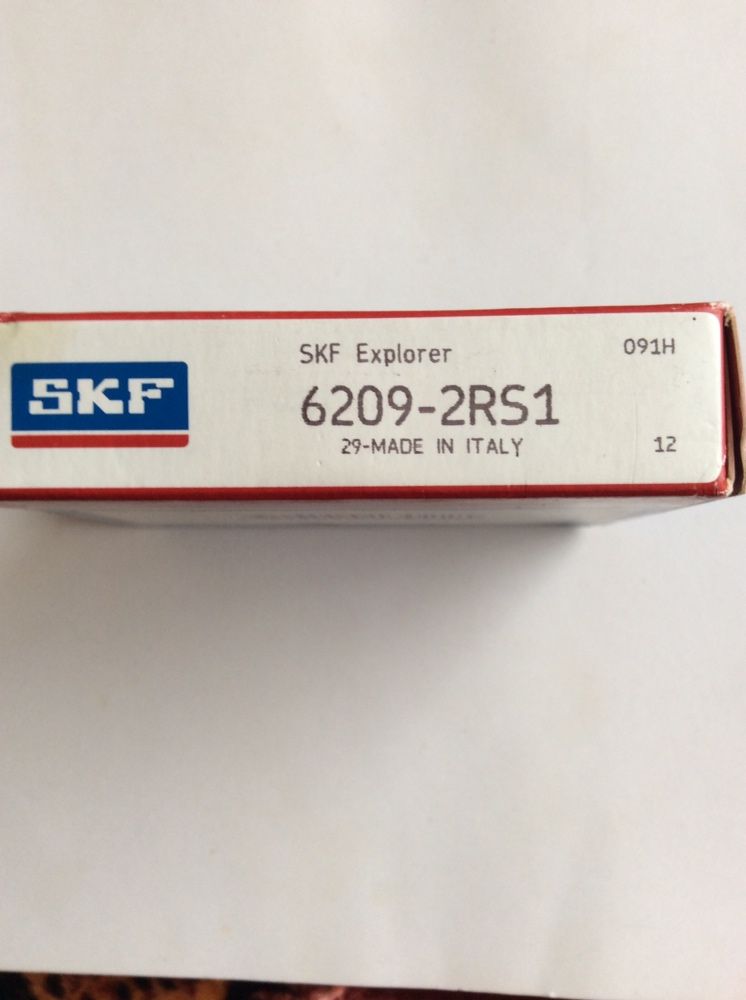 SKF
SKF Explorer
091H
6209-2RS1
29-MADE IN ITALY
12